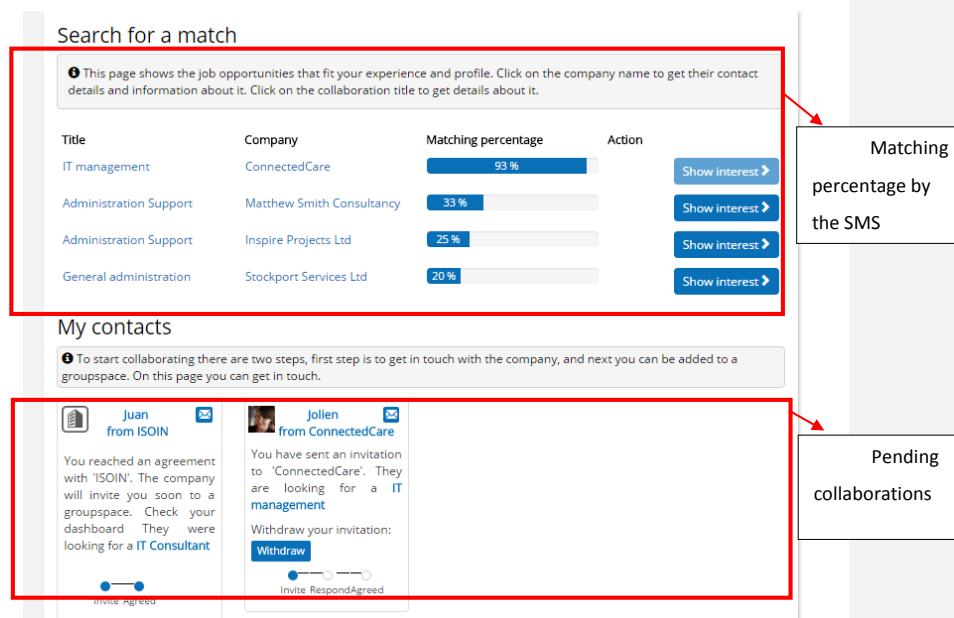 Search for a match
This page shows the job opportunities that fit your experience and profile. Click on the company name to get their contact
details and information about it. Click on the collaboration title to get details about it.
Title Company Matching percentage Action
IT management ConnectedCare 93 % Show interest
Administration Support Matthew Smith Consultancy 33 % Show interest
Administration Support Inspire Projects Ltd 25 % Show interest
General administration Stockport Services Ltd 20 % Show interest
Matching
percentage by
the SMS
My contacts
To start collaborating there are two steps, first step is to get in touch with the company, and next you can be added to a
groupspace. On this page you can get in touch.
Juan
from ISOIN
You reached an agreement
with 'ISOIN'. The company
will invite you soon to a
groupspace. Check your
dashboard They were
looking for a IT Consultant
Invite Agreed
Jolien
from ConnectedCare
You have sent an invitation
to 'ConnectedCare'. They
are looking for a IT
management
Withdraw your invitation:
Withdraw
Invite RespondAgreed
Pending
collaborations